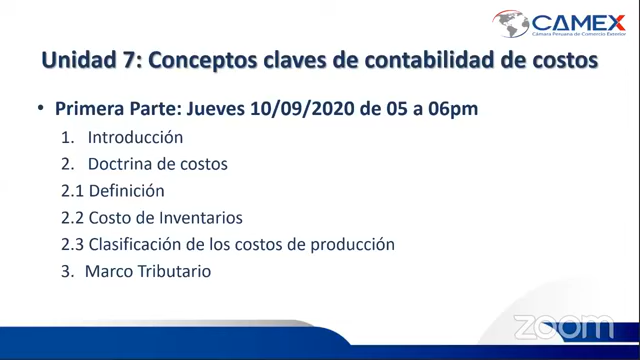 CAMEX
Cámara Peruana de Comercio Exterior
Unidad 7: Conceptos claves de contabilidad de costos
• Primera Parte: Jueves 10/09/2020 de 05 a 06pm
1. Introducción
2. Doctrina de costos
2.1 Definición
2.2 Costo de Inventarios
2.3 Clasificación de los costos de producción
3. Marco Tributario
zoom